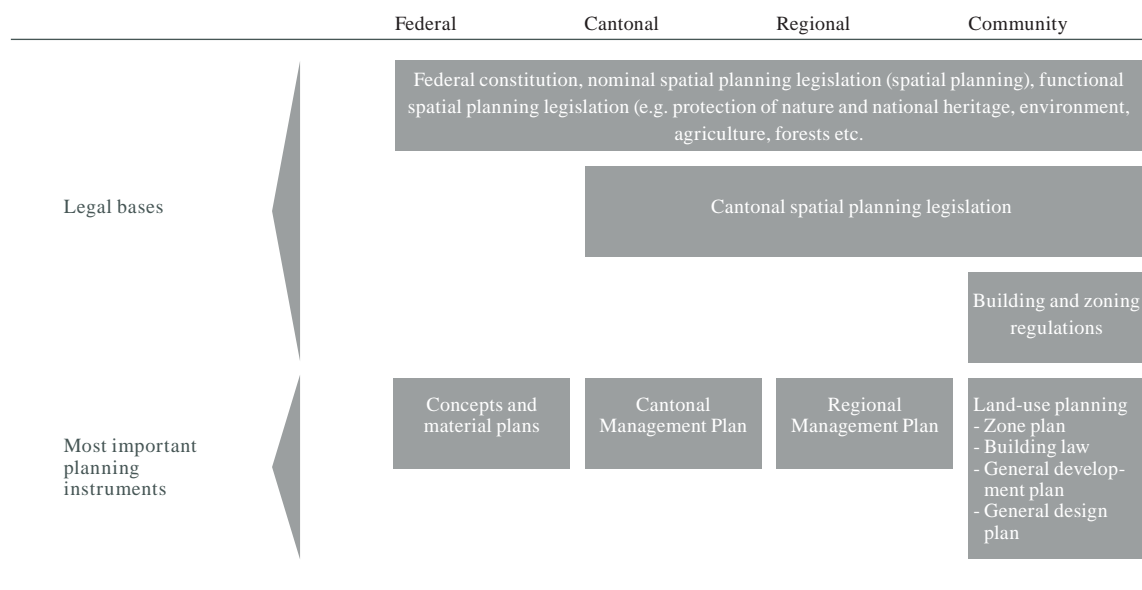 Federal Cantonal Regional Community
Federal constitution, nominal spatial planning legislation (spatial planning), functional
spatial planning legislation (e.g. protection of nature and national heritage, environment,
agriculture, forests etc.
Legal bases
Cantonal spatial planning legislation
Building and zoning
regulations
Most important
planning
instruments
Concepts and
material plans
Cantonal
Management Plan
Regional
Management Plan
Land-use planning
- Zone plan
- Building law
- General develop-
ment plan
- General design
plan